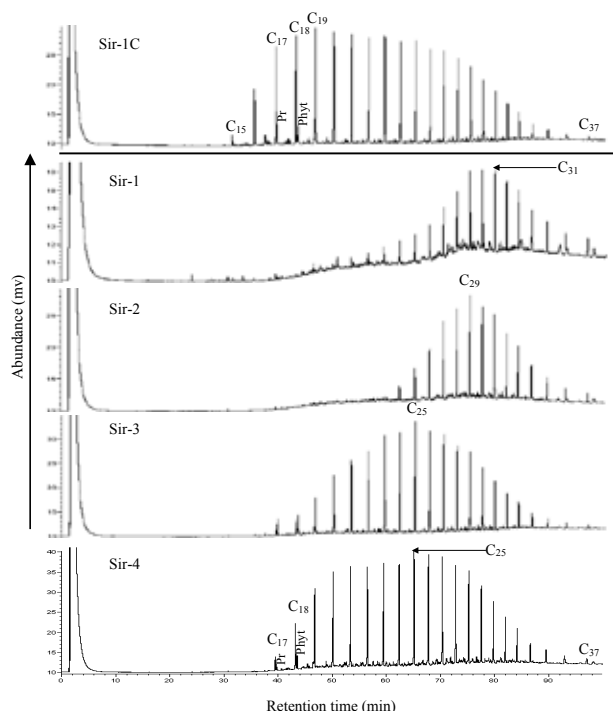 Sir-1C
C17
C18
C19
C15
Pr
Phyt
C37
Sir-1
C31
Sir-2
C29
Sir-3
C25
Sir-4
C17
C18
Pr
Phyt
C25
C37
40
35
30
25
20
15
10
0 10 20 30 40 50 60 70 80 90
Abundance (mv)
Retention time (min)